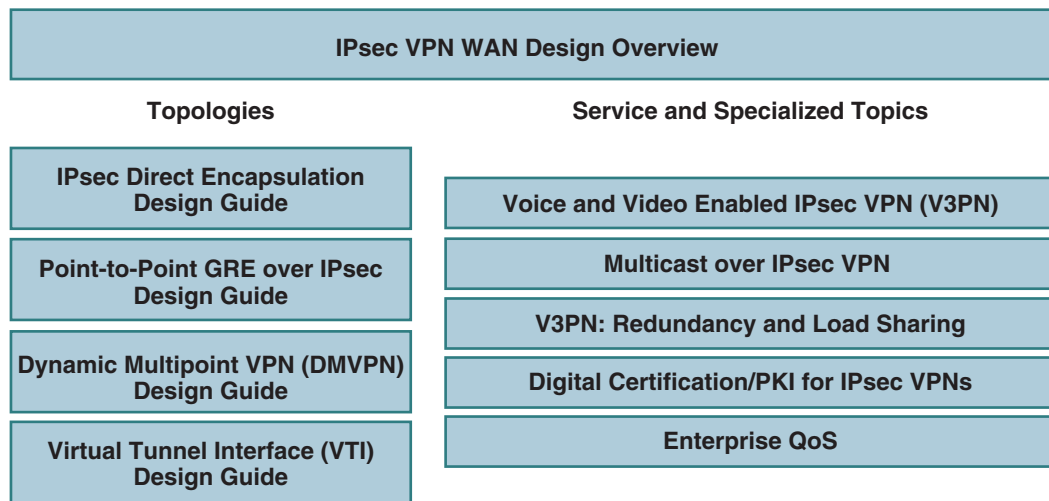 IPsec VPN WAN Design Overview
Topologies
IPsec Direct Encapsulation
Design Guide
Point-to-Point GRE over IPsec
Design Guide
Dynamic Multipoint VPN (DMVPN)
Design Guide
Virtual Tunnel Interface (VTI)
Design Guide
Service and Specialized Topics
Voice and Video Enabled IPsec VPN (V3PN)
Multicast over IPsec VPN
V3PN: Redundancy and Load Sharing
Digital Certification/PKI for IPsec VPNs
Enterprise QoS